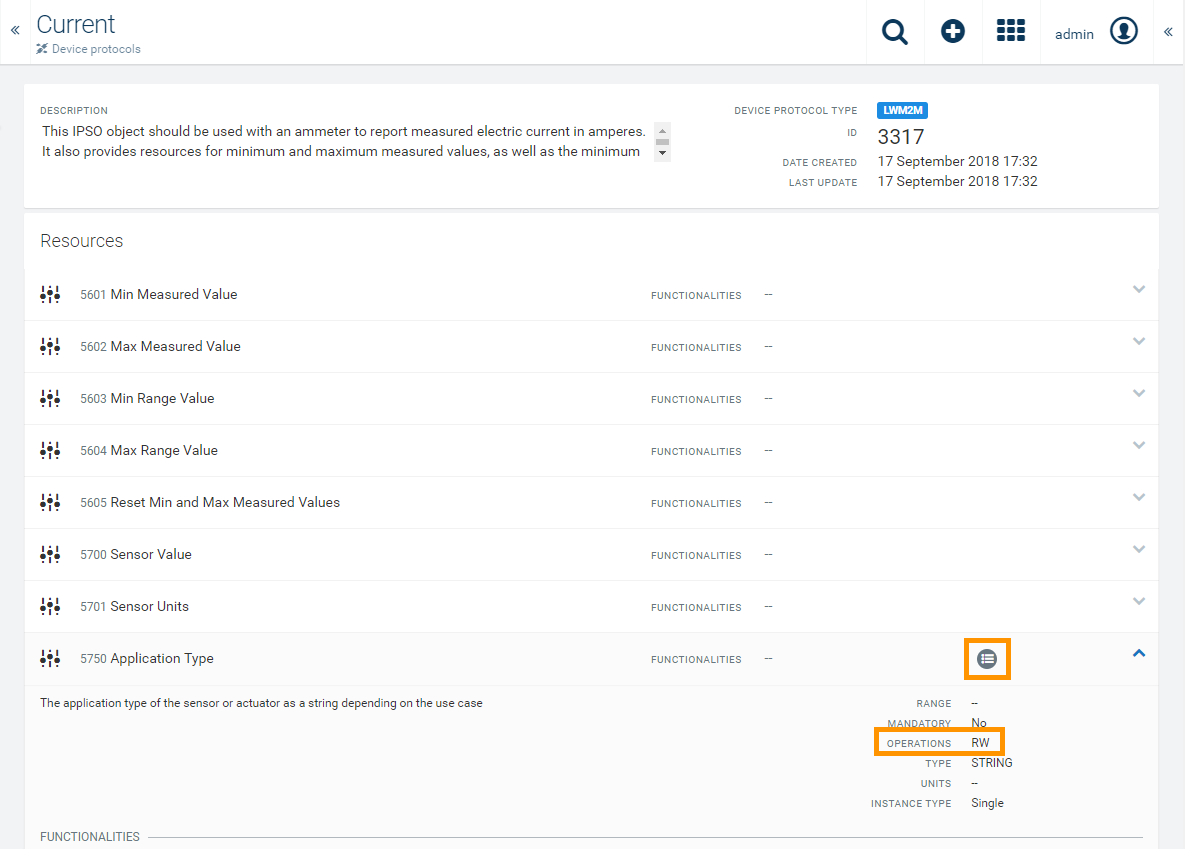 Current
Device protocols
admin
DESCRIPTION
This IPSO object should be used with an ammeter to report measured electric current in amperes.
It also provides resources for minimum and maximum measured values, as well as the minimum
DEVICE PROTOCOL TYPE LWM2M
ID 3317
DATE CREATED 17 September 2018 17:32
LAST UPDATE 17 September 2018 17:32
Resources
5601 Min Measured Value FUNCTIONALITIES --
5602 Max Measured Value FUNCTIONALITIES --
5603 Min Range Value FUNCTIONALITIES --
5604 Max Range Value FUNCTIONALITIES --
5605 Reset Min and Max Measured Values FUNCTIONALITIES --
5700 Sensor Value FUNCTIONALITIES --
5701 Sensor Units FUNCTIONALITIES --
5750 Application Type FUNCTIONALITIES --
The application type of the sensor or actuator as a string depending on the use case
RANGE --
MANDATORY No
OPERATIONS RW
TYPE STRING
UNITS --
INSTANCE TYPE Single
FUNCTIONALITIES